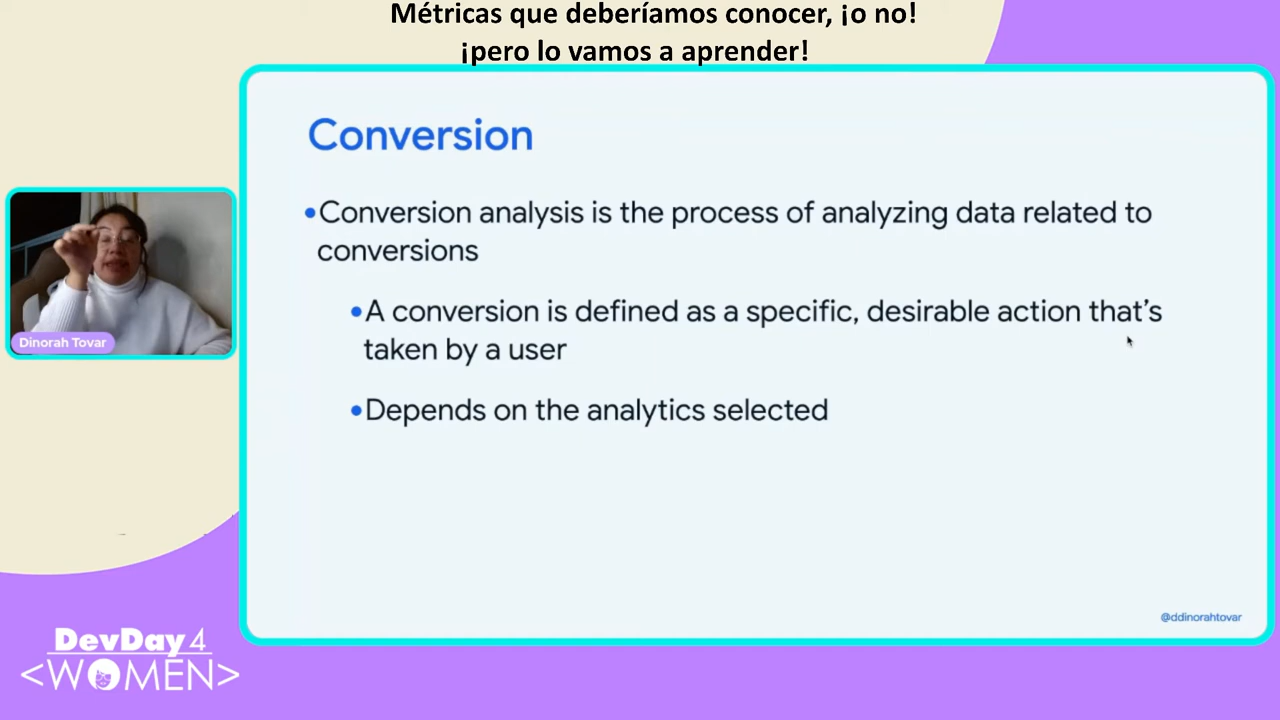 Métricas que deberíamos conocer, ¡o no!
¡pero lo vamos a aprender!
Conversion
•Conversion analysis is the process of analyzing data related to
conversions
•A conversion is defined as a specific, desirable action that's
taken by a user
•Depends on the analytics selected
Dinorah Tovar
@ddinorahtovar
DevDay4
<WOMEN>